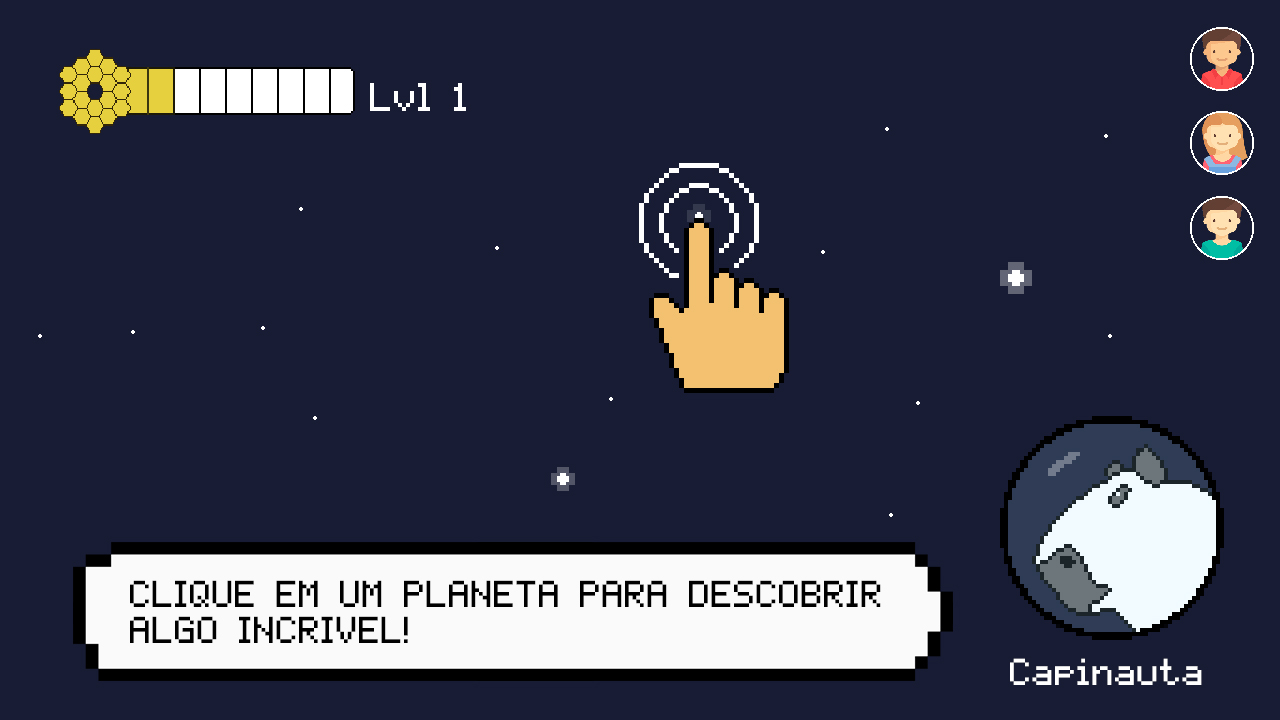 Lvl 1
CLIQUE EM UM PLANETA PARA DESCOBRIR
ALGO INCRIVEL!
Capinauta